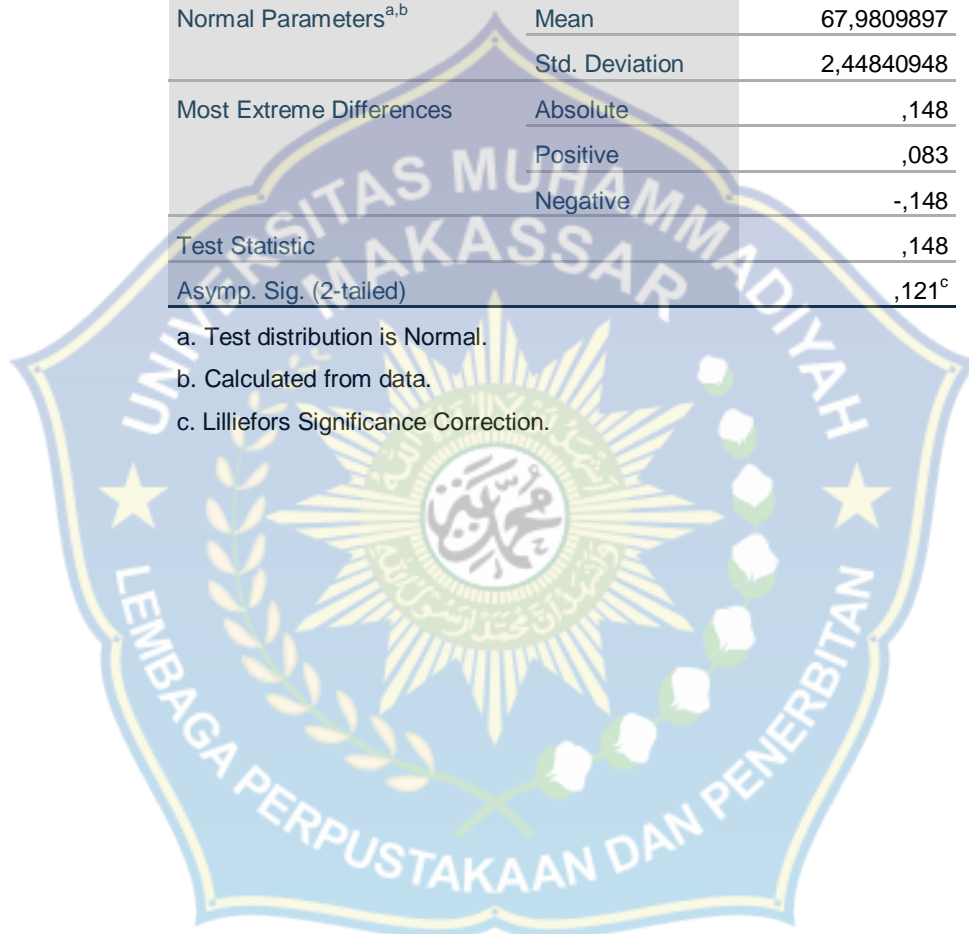 Normal Parametersa,b Mean 67,9809897
Std. Deviation 2,44840948
Most Extreme Differences Absolute ,148
Positive ,083
Negative -,148
Test Statistic ,148
Asymp. Sig. (2-tailed) ,121c
a. Test distribution is Normal.
b. Calculated from data.
c. Lilliefors Significance Correction.
UNIVERSITAS MUHAMMADIYAH
MAKASSAR
LEMBAGA PERPUSTAKAAN DAN PENERBITAN